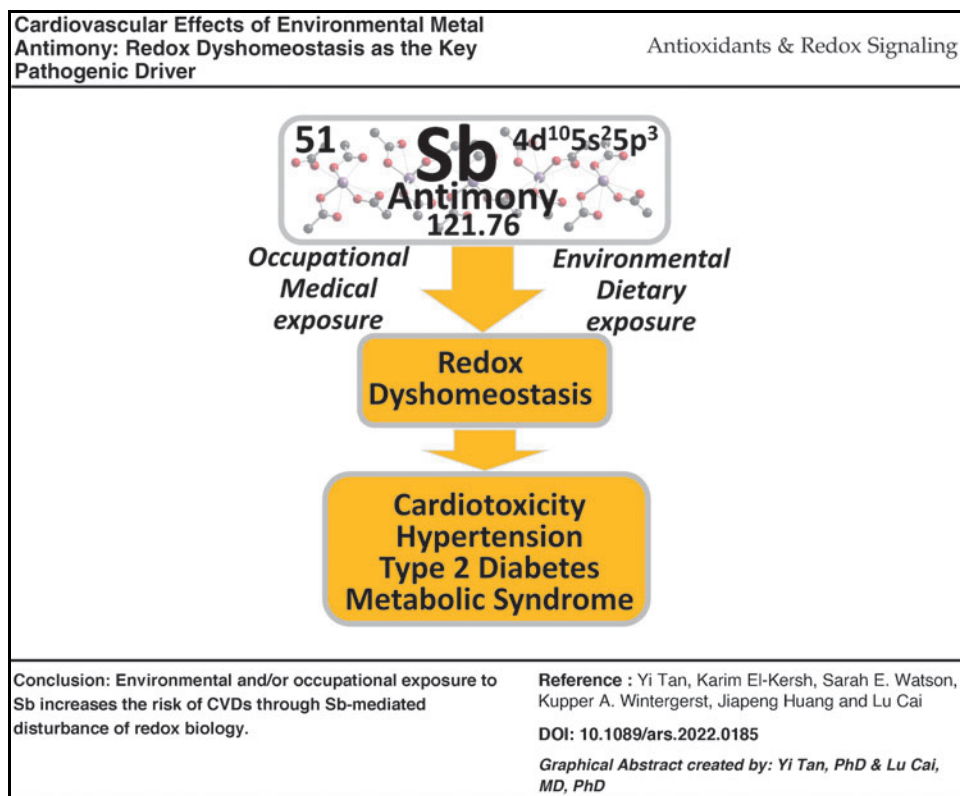 Cardiovascular Effects of Environmental Metal
Antimony: Redox Dyshomeostasis as the Key
Pathogenic Driver
Antioxidants & Redox Signaling
51
Sb
4d¹⁰5s²5p³
Antimony
121.76
Occupational
Medical
exposure
Environmental
Dietary
exposure
Redox
Dyshomeostasis
Cardiotoxicity
Hypertension
Type 2 Diabetes
Metabolic Syndrome
Conclusion: Environmental and/or occupational exposure to
Sb increases the risk of CVDs through Sb-mediated
disturbance of redox biology.
Reference : Yi Tan, Karim El-Kersh, Sarah E. Watson,
Kupper A. Wintergerst, Jiapeng Huang and Lu Cai
DOI: 10.1089/ars.2022.0185
Graphical Abstract created by: Yi Tan, PhD & Lu Cai,
MD, PhD